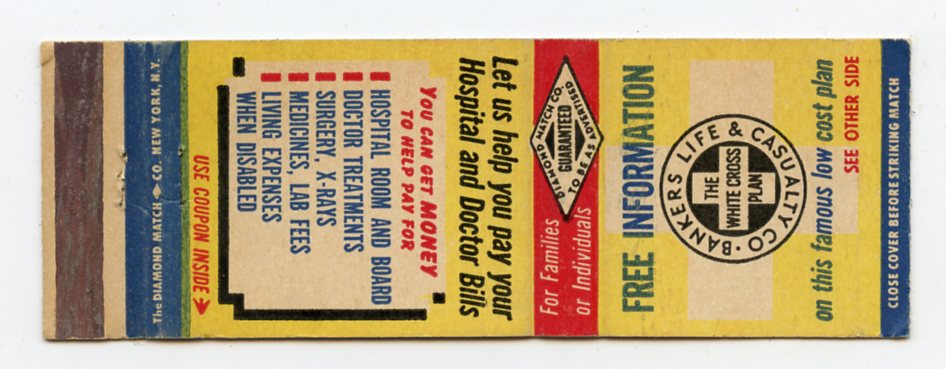 CLOSE COVER BEFORE STRIKING MATCH
FREE INFORMATION
BANKERS LIFE & CASUALTY CO.
THE
WHITE CROSS
PLAN
on this famous low cost plan
SEE OTHER SIDE
For Families
or Individuals
DIAMOND MATCH CO.
GUARANTEED
TO BE AS ADVERTISED
Let us help you pay your
Hospital and Doctor Bills
YOU CAN GET MONEY
TO HELP PAY FOR
HOSPITAL ROOM AND BOARD
DOCTOR TREATMENTS
SURGERY, X-RAYS
MEDICINES, LAB FEES
LIVING EXPENSES
WHEN DISABLED
USE COUPON INSIDE
The DIAMOND MATCH CO. NEW YORK, N.Y.